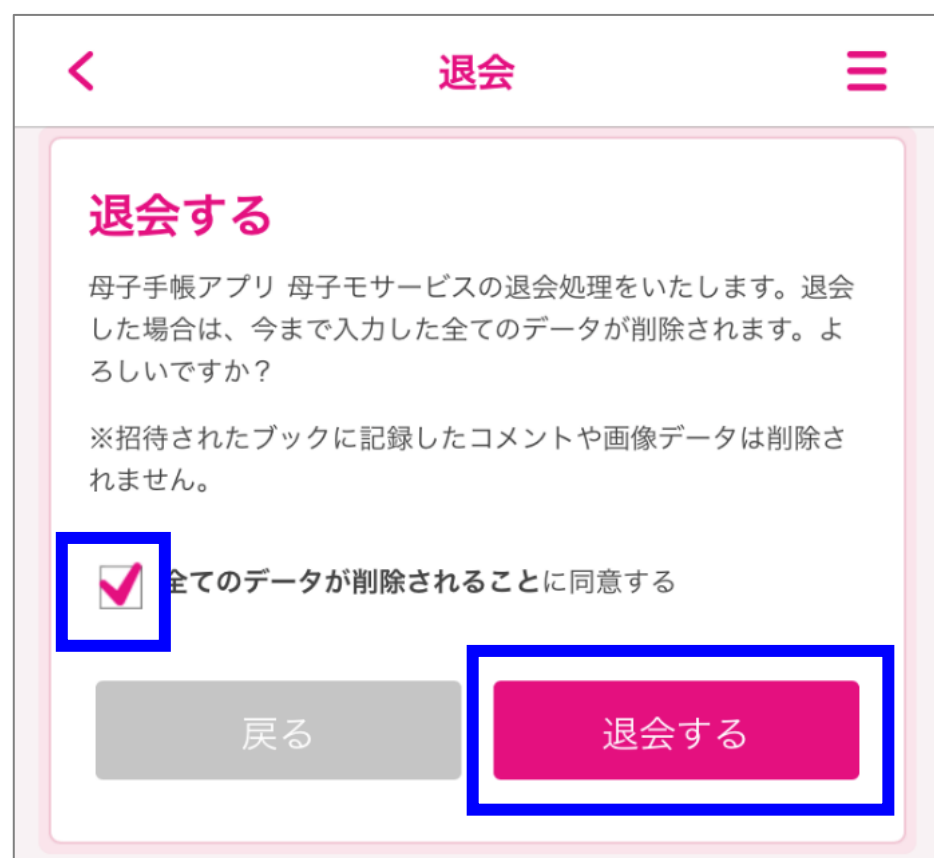 退会
退会する
母子手帳アプリ 母子モサービスの退会処理をいたします。退会
した場合は、今まで入力した全てのデータが削除されます。よ
ろしいですか？
※招待されたブックに記録したコメントや画像データは削除さ
れません。
全てのデータが削除されることに同意する
戻る
退会する